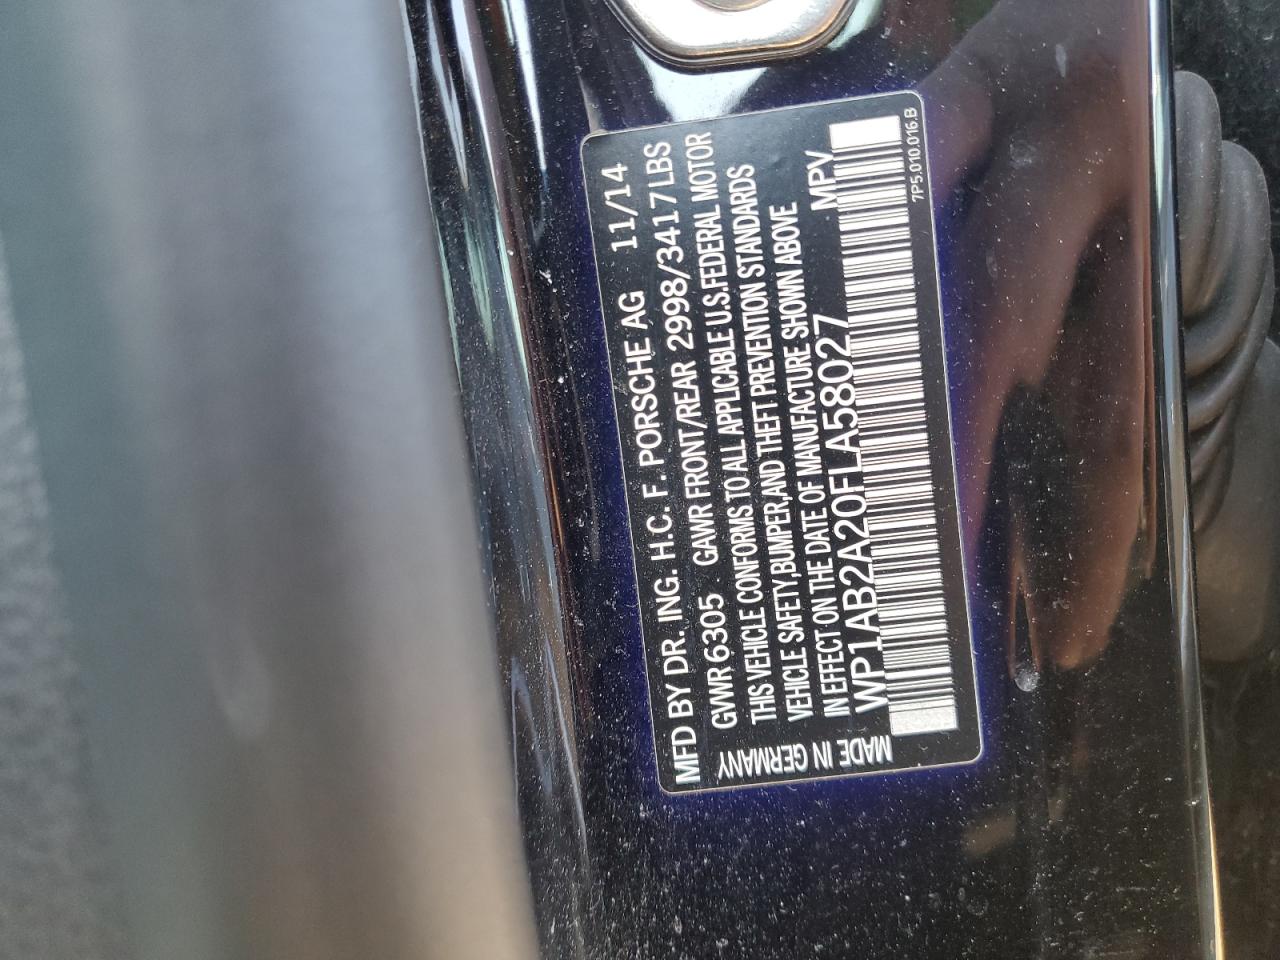 MFD BY DR. ING. H.C. F. PORSCHE AG 11/14
GWR 6305 GAWR FRONT/REAR 2998/3417LBS
THIS VEHICLE CONFORMS TO ALL APPLICABLE U.S.FEDERAL MOTOR
VEHICLE SAFETY,BUMPER,AND THEFT PREVENTION STANDARDS
IN EFFECT ON THE DATE OF MANUFACTURE SHOWN ABOVE
WP1AB2A20FLA58027 MPV
MADE IN GERMANY
7P5.010.016.B